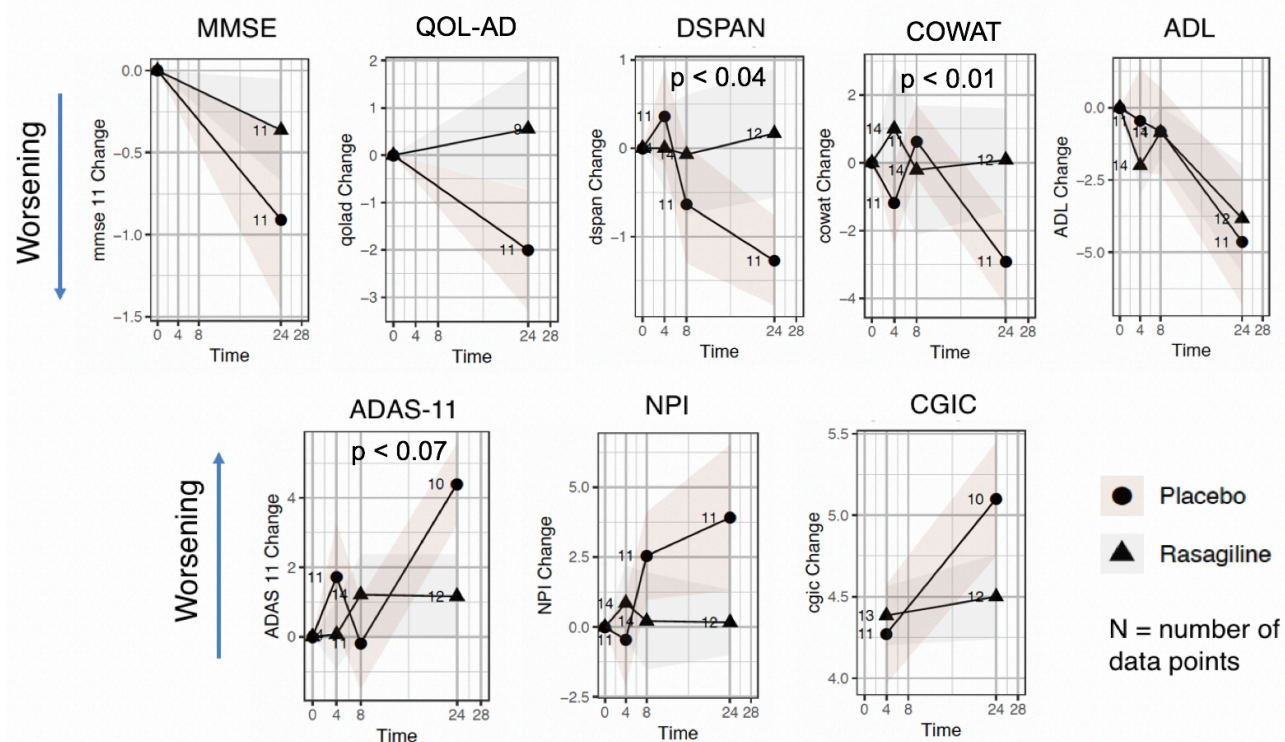 MMSE
QOL-AD
DSPAN
COWAT
ADL
Worsening
mmse 11 Change
0.0
−0.5
−1.0
−1.5
11
11
0 4 8 24 28
Time
qolad Change
2
1
0
−1
−2
−3
9
11
0 4 8 24 28
Time
dspan Change
1
0
−1
p < 0.04
11
14
11
12
11
0 4 8 24 28
Time
cowat Change
2
0
−2
−4
p < 0.01
14
11
11
14
12
11
0 4 8 24 28
Time
ADL Change
0.0
−2.5
−5.0
11
14
14
12
11
0 4 8 24 28
Time
ADAS-11
NPI
CGIC
Worsening
ADAS 11 Change
4
2
0
p < 0.07
11
14
11
10
12
0 4 8 24 28
Time
NPI Change
5.0
2.5
0.0
−2.5
14
11
11
14
11
12
0 4 8 24 28
Time
cgic Change
5.5
5.0
4.5
4.0
13
11
10
12
0 4 8 24 28
Time
Placebo
Rasagiline
N = number of
data points